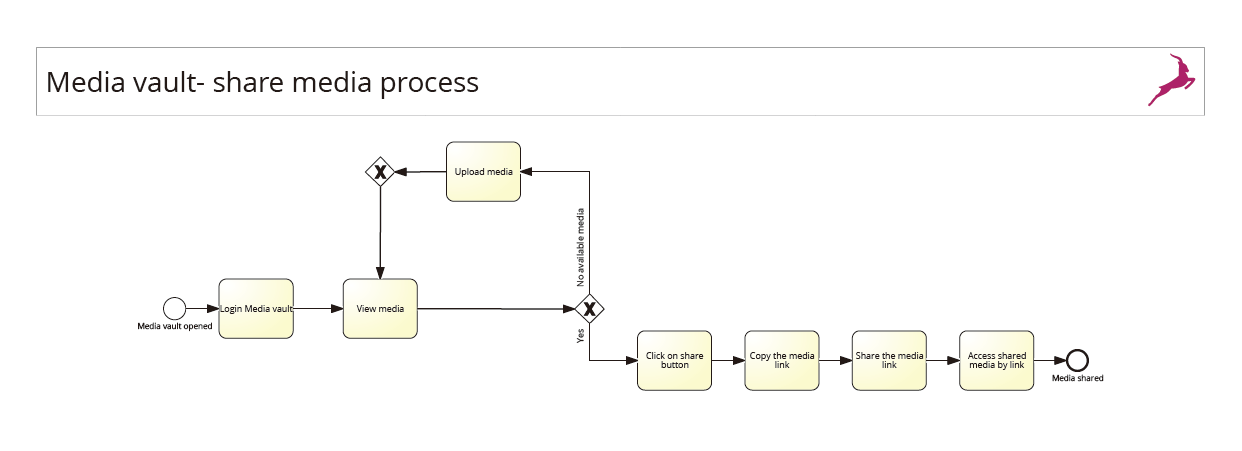 Media vault- share media process
X
Upload media
No available media
Media vault opened
Login Media vault
View media
X
Yes
Click on share
button
Copy the media
link
Share the media
link
Access shared
media by link
Media shared